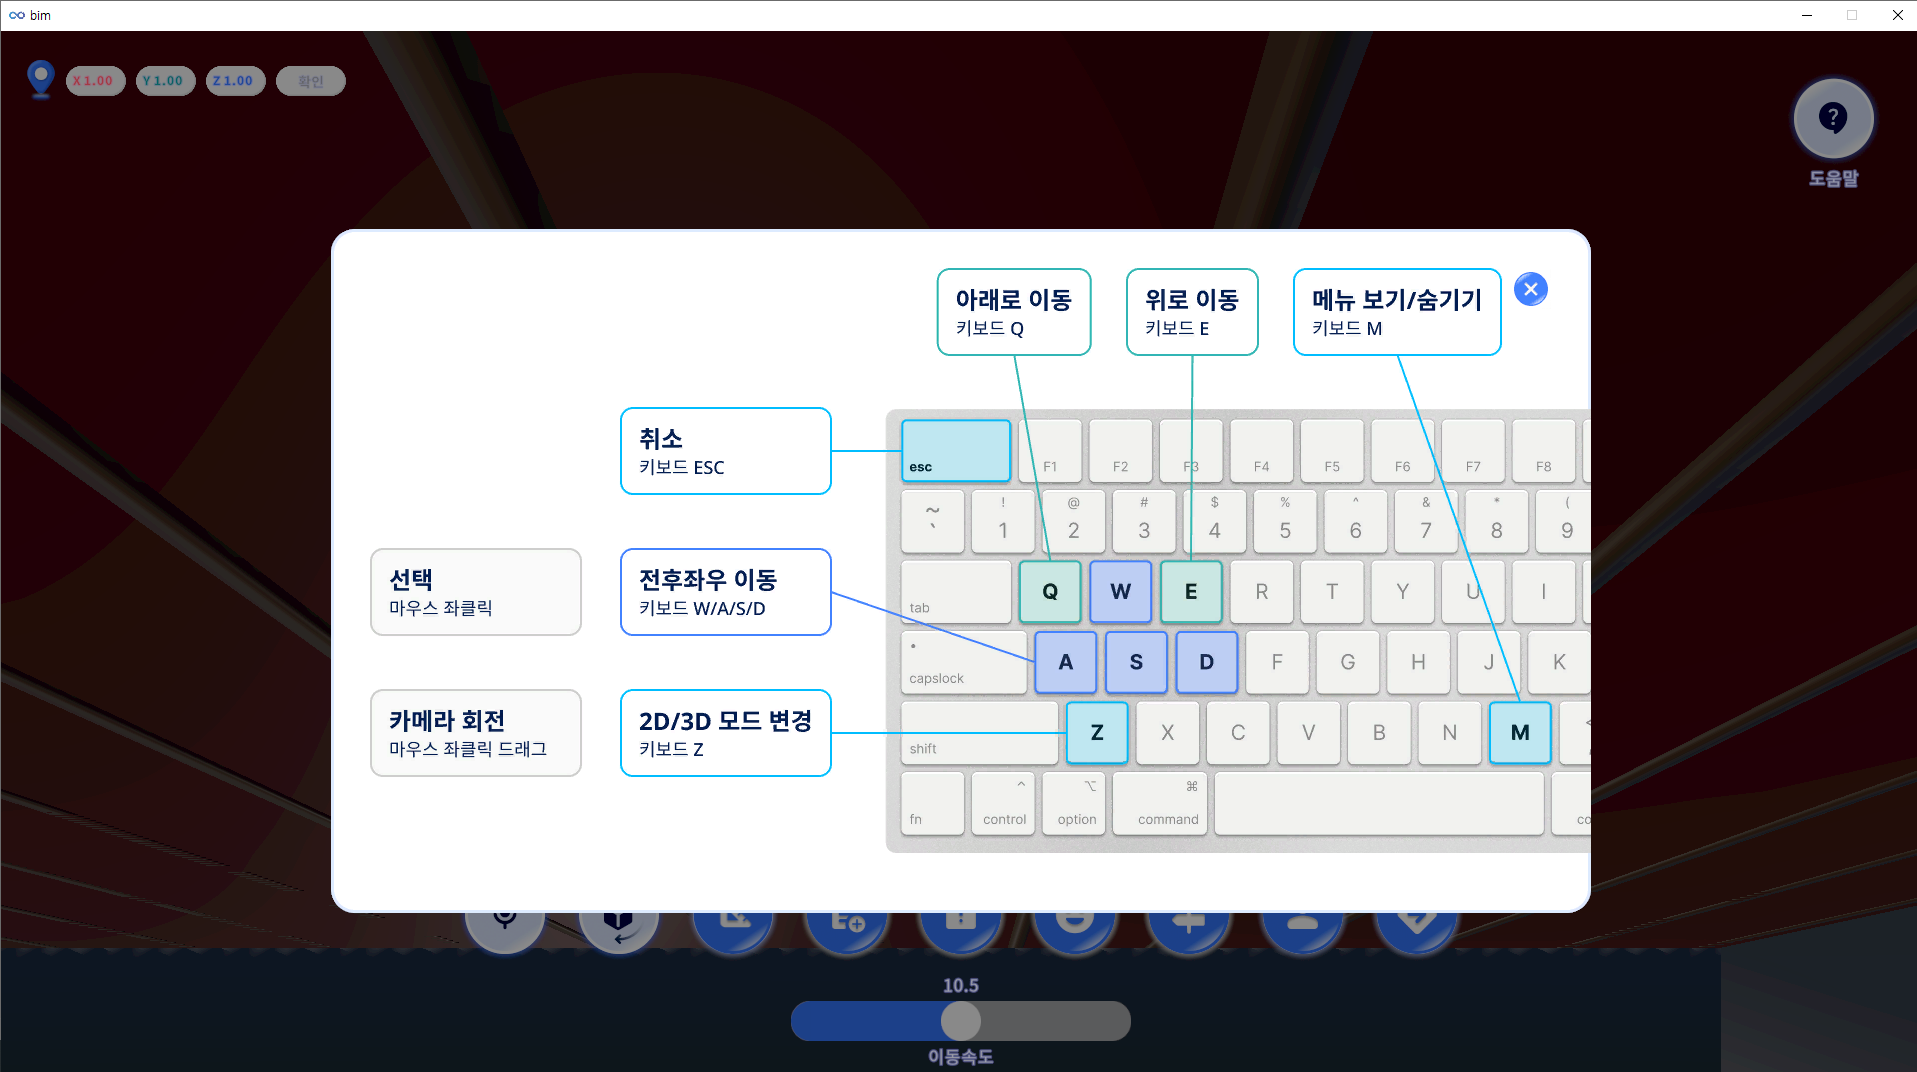 bim
X 1.00 Y 1.00 Z 1.00 확인
?
도움말
아래로 이동
키보드 Q
위로 이동
키보드 E
메뉴 보기/숨기기
키보드 M
취소
키보드 ESC
선택
마우스 좌클릭
전후좌우 이동
키보드 W/A/S/D
카메라 회전
마우스 좌클릭 드래그
2D/3D 모드 변경
키보드 Z
esc F1 F2 F3 F4 F5 F6 F7 F8
~ ! @ # $ % ^ & * (
` 1 2 3 4 5 6 7 8 9
tab Q W E R T Y U I
capslock A S D F G H J K
shift Z X C V B N M
fn control option command
10.5
이동속도